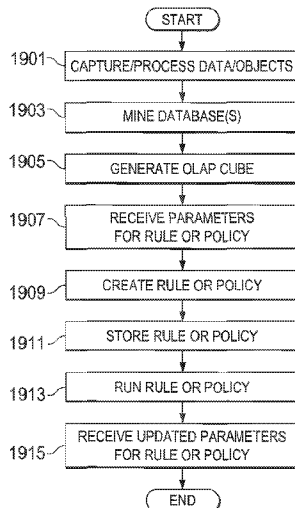 START
1901
CAPTURE/PROCESS DATA/OBJECTS
1903
MINE DATABASE(S)
1905
GENERATE OLAP CUBE
1907
RECEIVE PARAMETERS
FOR RULE OR POLICY
1909
CREATE RULE OR POLICY
1911
STORE RULE OR POLICY
1913
RUN RULE OR POLICY
1915
RECEIVE UPDATED PARAMETERS
FOR RULE OR POLICY
END